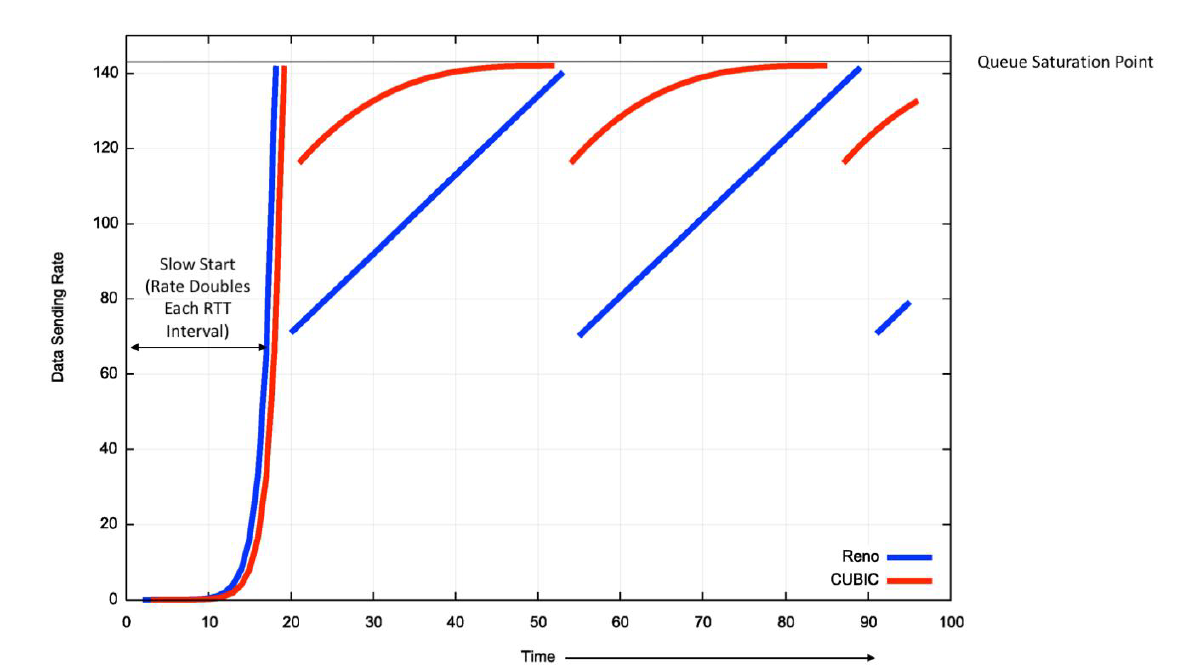 Queue Saturation Point
140
120
100
80
60
40
20
0
Data Sending Rate
Slow Start
(Rate Doubles
Each RTT
Interval)
Reno
CUBIC
0 10 20 30 40 50 60 70 80 90 100
Time